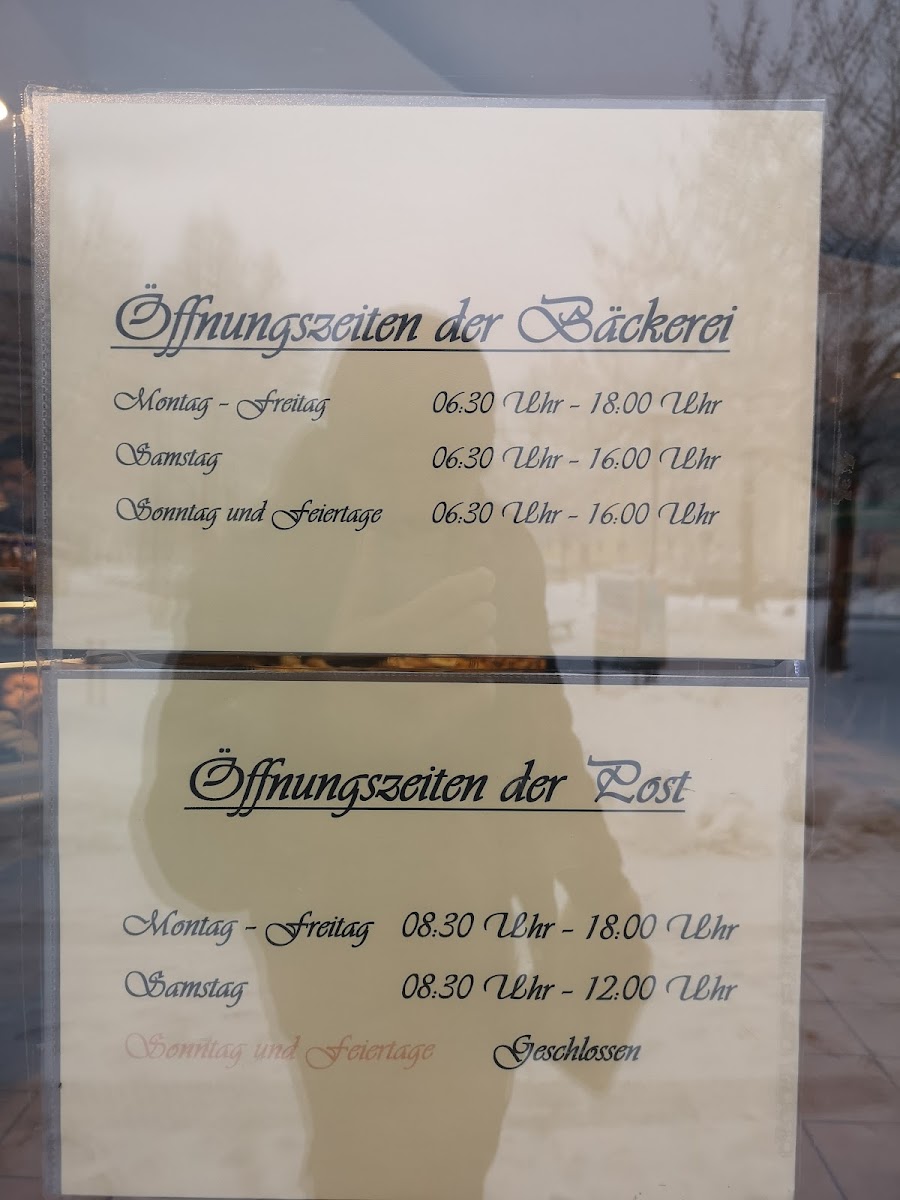 Öffnungszeiten der Bäckerei
Montag - Freitag 06:30 Uhr - 18:00 Uhr
Samstag 06:30 Uhr - 16:00 Uhr
Sonntag und Feiertage 06:30 Uhr - 16:00 Uhr
Öffnungszeiten der Post
Montag - Freitag 08:30 Uhr - 18:00 Uhr
Samstag 08:30 Uhr - 12:00 Uhr
Sonntag und Feiertage Geschlossen